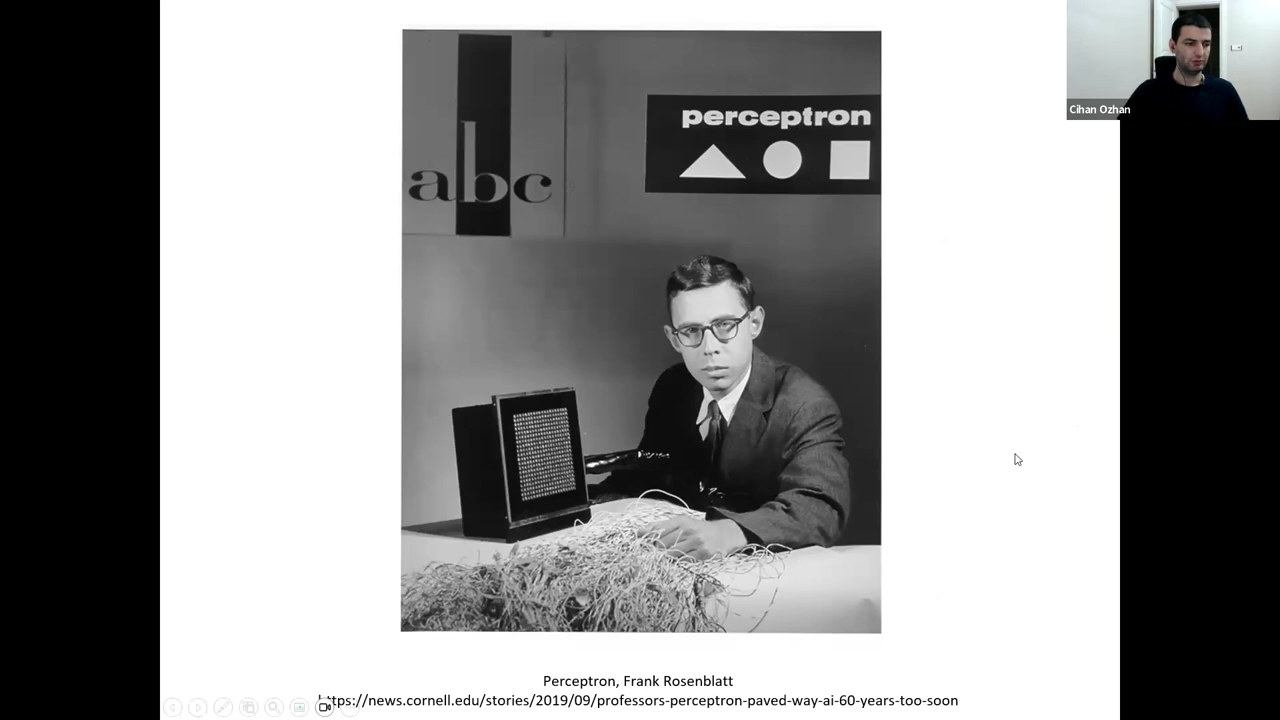 abc
perceptron
Cihan Ozhan
Perceptron, Frank Rosenblatt
https://news.cornell.edu/stories/2019/09/professors-perceptron-paved-way-ai-60-years-too-soon